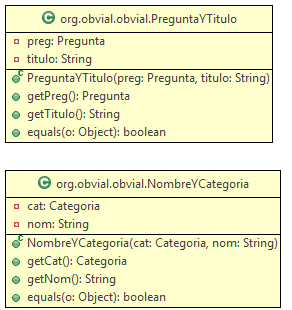 org.obvial.obvial.PreguntaYTitulo
preg: Pregunta
titulo: String
PreguntaYTitulo(preg: Pregunta, titulo: String)
getPreg(): Pregunta
getTitulo(): String
equals(o: Object): boolean
org.obvial.obvial.NombreYCategoria
cat: Categoria
nom: String
NombreYCategoria(cat: Categoria, nom: String)
getCat(): Categoria
getNom(): String
equals(o: Object): boolean